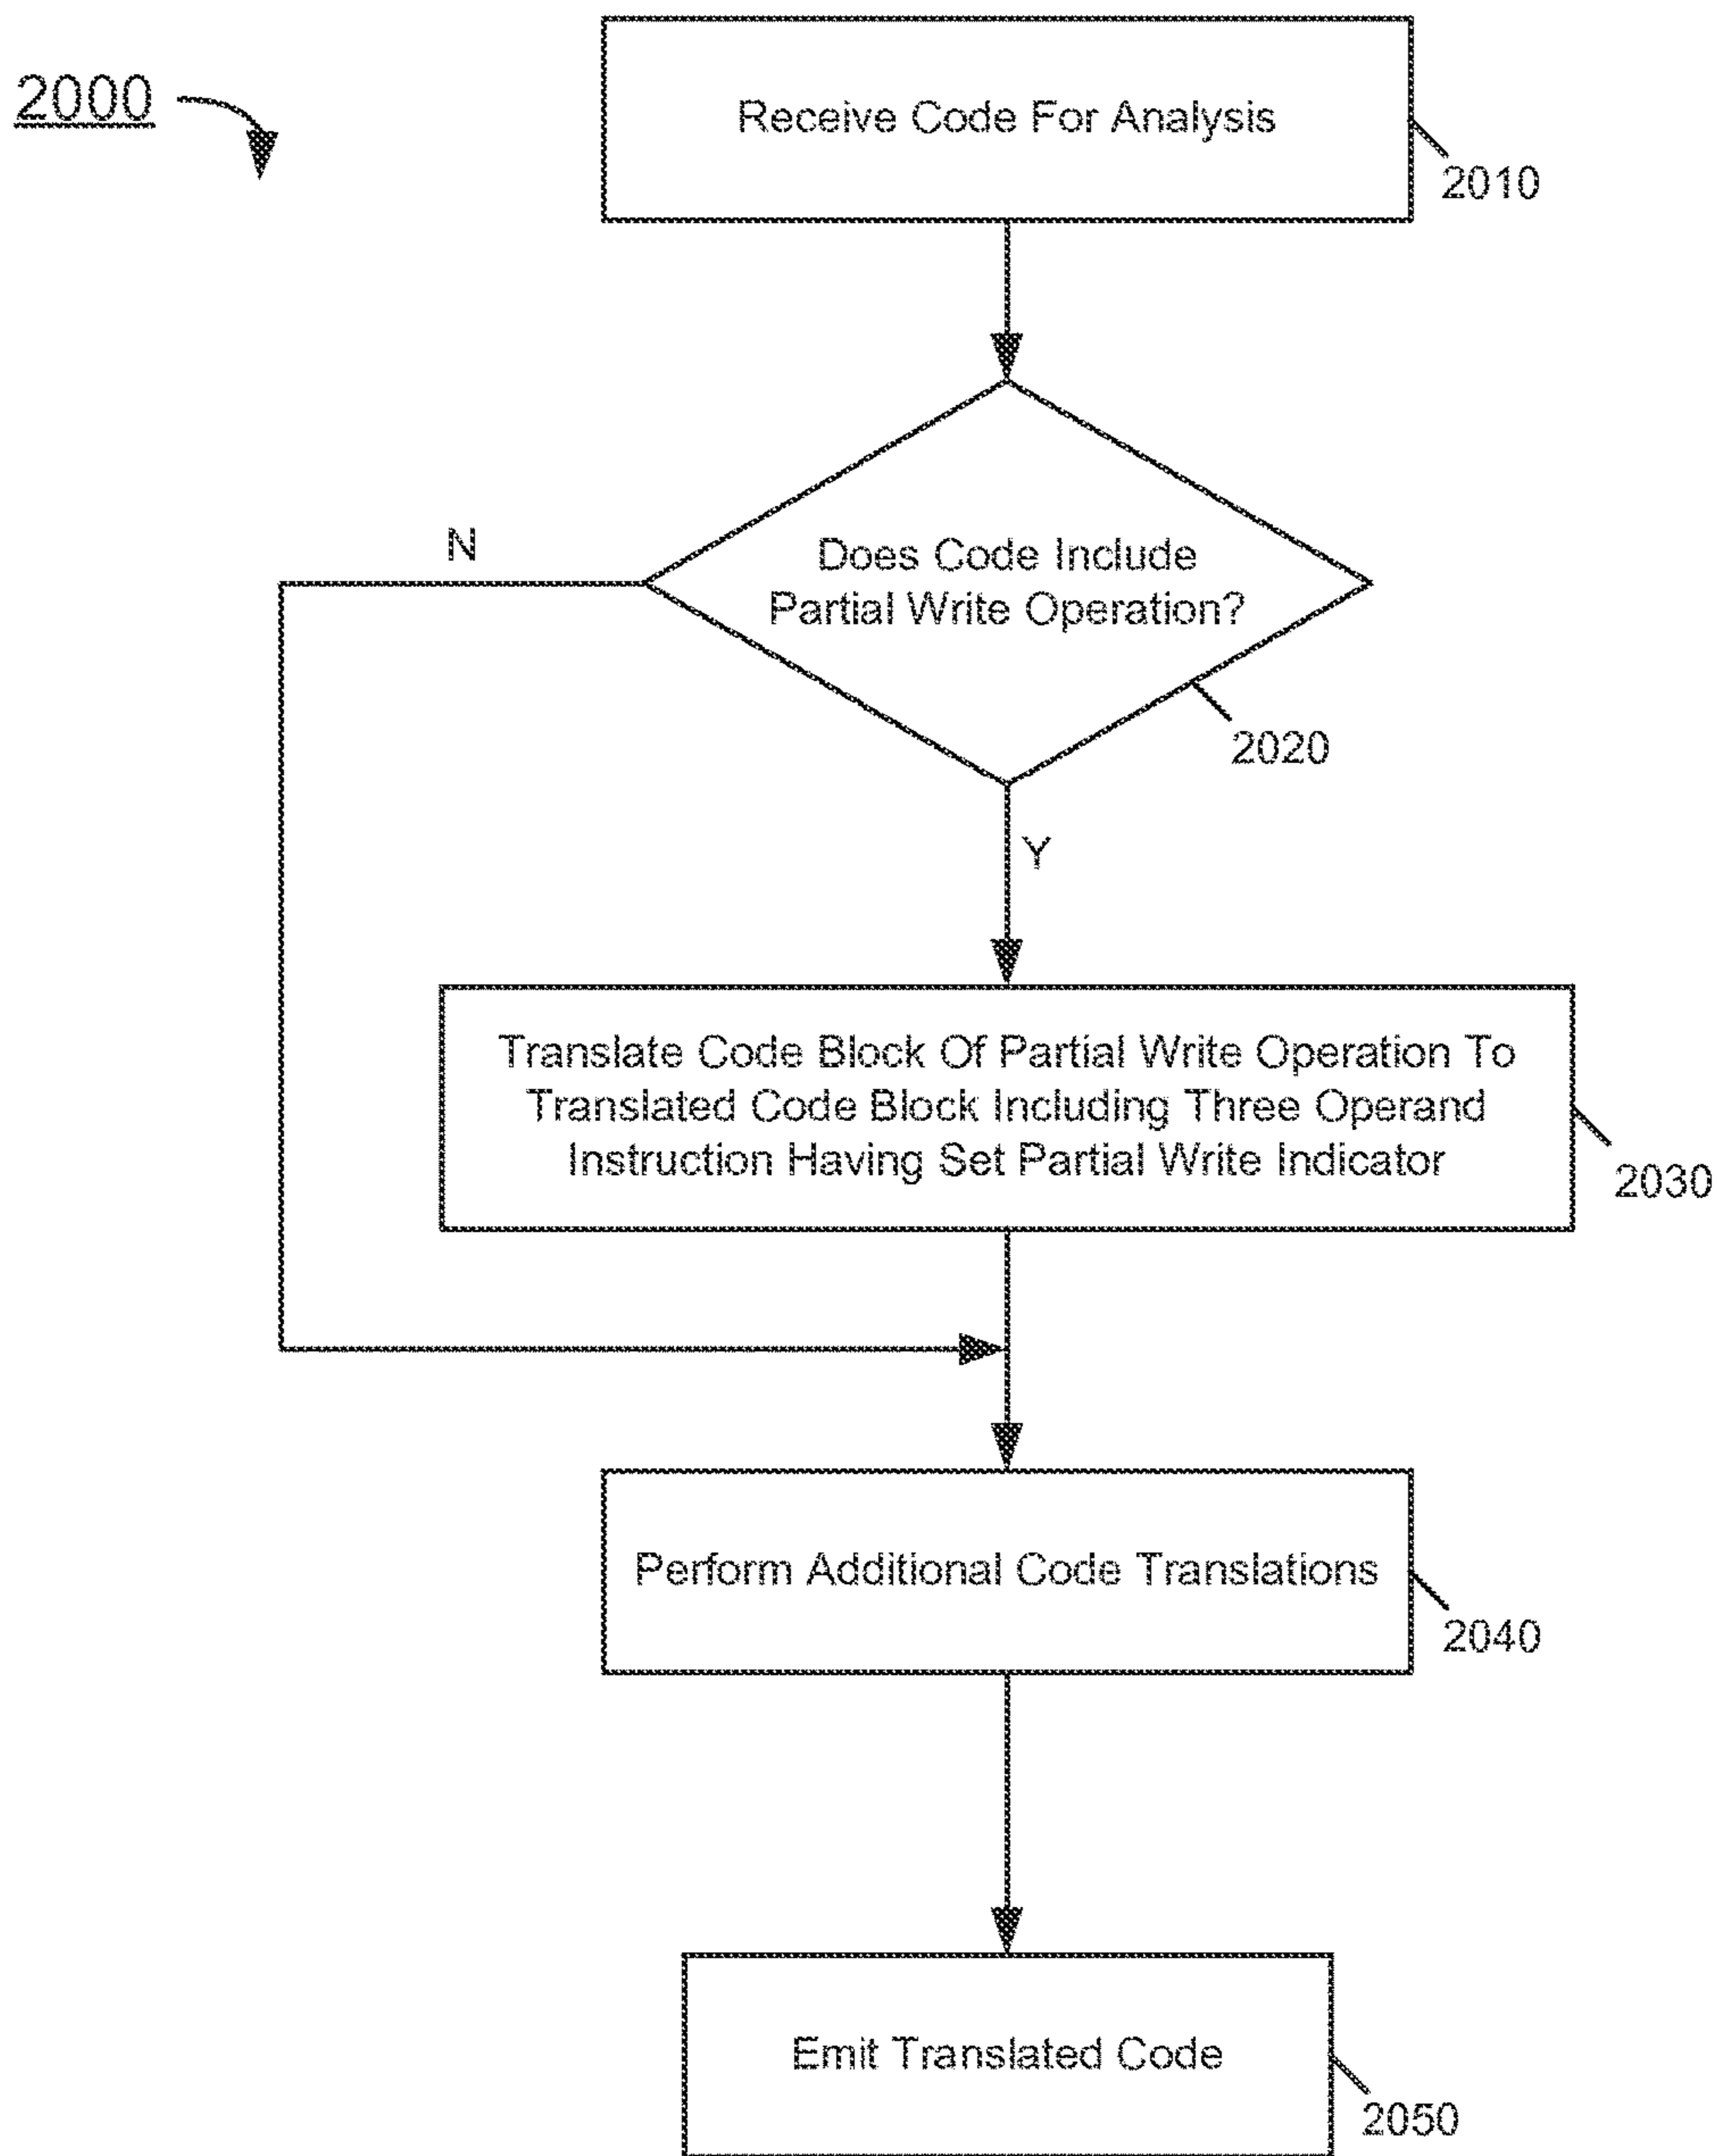 2000
Receive Code For Analysis
2010
N
Does Code Include
Partial Write Operation?
2020
Y
Translate Code Block Of Partial Write Operation To
Translated Code Block Including Three Operand
Instruction Having Set Partial Write Indicator
2030
Perform Additional Code Translations
2040
Emit Translated Code
2050